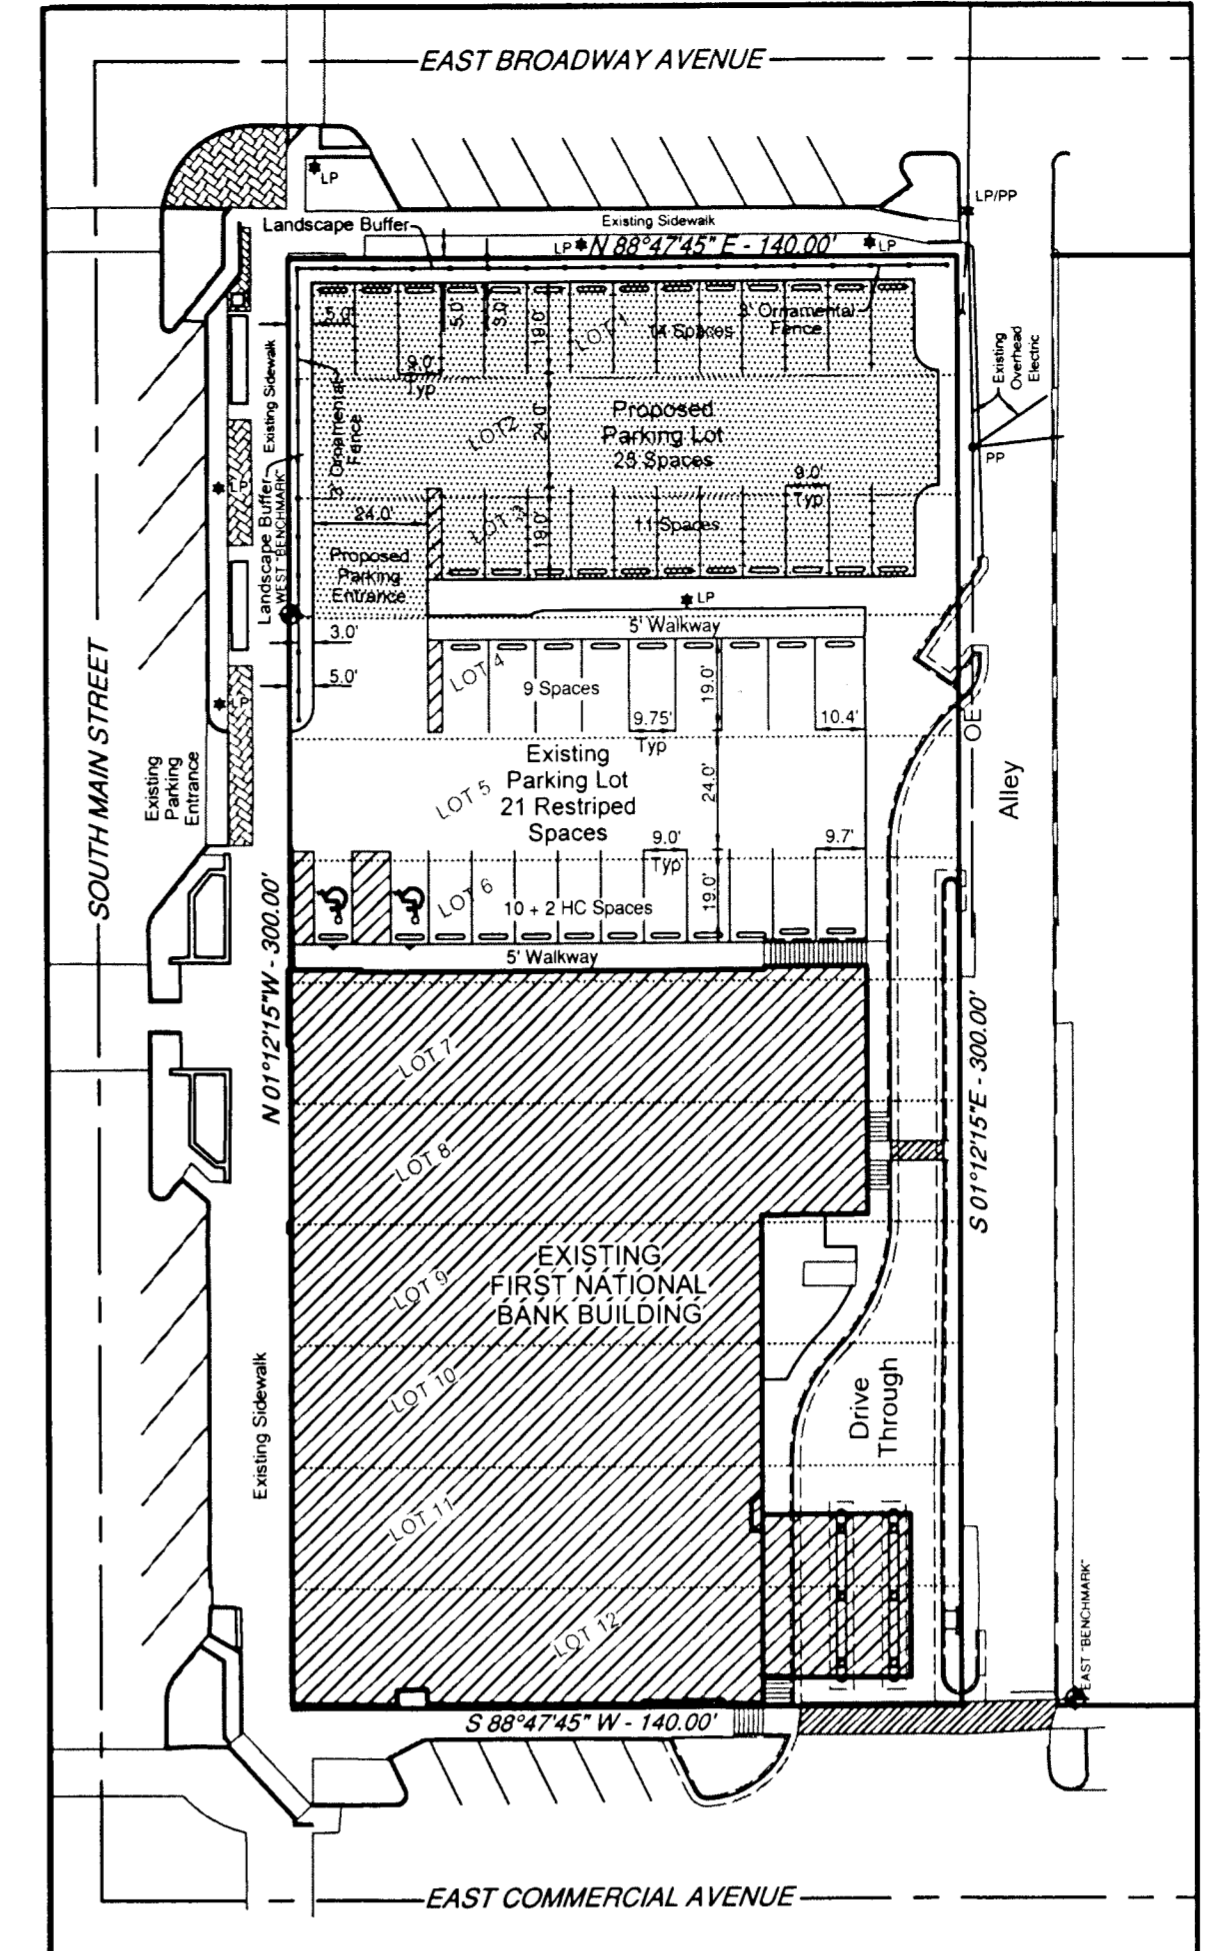 EAST BROADWAY AVENUE
LP
LP/PP
Landscape Buffer
Existing Sidewalk
LP
N 88°47'45" E - 140.00'
LP
5.0'
5.0'
3.0'
19.0'
LOT 1
14 Spaces
3' Ornamental
Fence
Existing
Overhead
Electric
9.0'
Typ
Existing Sidewalk
3' Ornamental
Fence
LOT 2
24.0'
Proposed
Parking Lot
25 Spaces
PP
9.0'
Typ
LP
Landscape Buffer
WEST "BENCHMARK"
24.0'
LOT 3
19.0'
11 Spaces
Proposed
Parking
Entrance
LP
3.0'
5' Walkway
5.0'
LOT 4
9 Spaces
19.0'
9.75'
Typ
10.4'
LP
OE
SOUTH MAIN STREET
Existing
Parking
Entrance
Existing
Parking Lot
21 Restriped
Spaces
LOT 5
24.0'
Alley
9.0'
Typ
9.7'
LOT 6
10 + 2 HC Spaces
19.0'
5' Walkway
N 01°12'15"W - 300.00'
S 01°12'15"E - 300.00'
LOT 7
LOT 8
EXISTING
FIRST NATIONAL
BANK BUILDING
LOT 9
LOT 10
Existing Sidewalk
Drive
Through
LOT 11
LOT 12
EAST "BENCHMARK"
S 88°47'45" W - 140.00'
EAST COMMERCIAL AVENUE